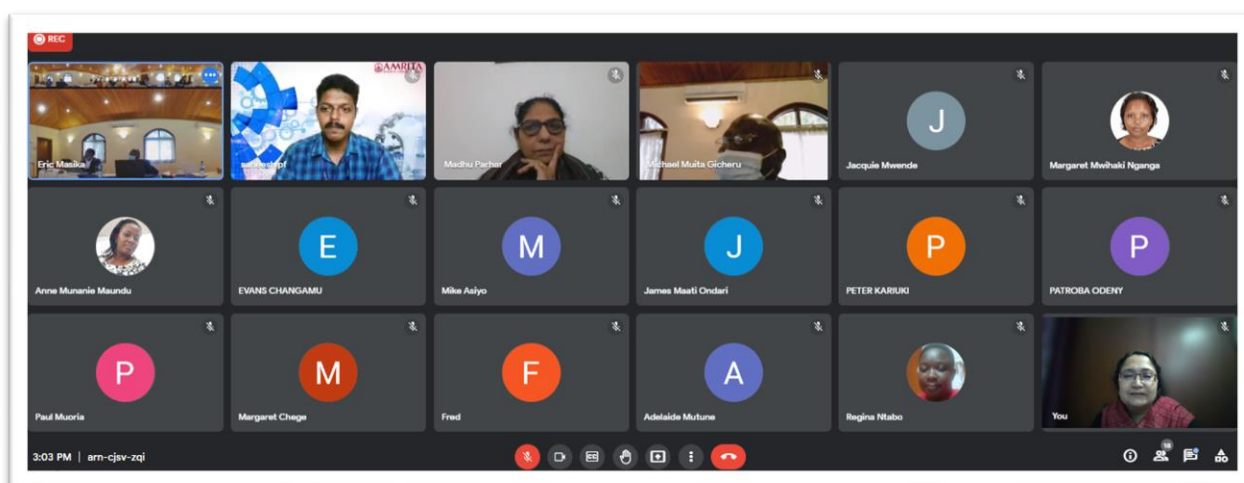 REC
AMRITA
Eric Masika
Madhu Parhar
Michael Muita Gicheru
J
Jacquie Mwende
Margaret Mwihaki Nganga
Anne Munanie Maundu
E
EVANS CHANGAMU
M
Mike Asiyo
J
James Maati Ondari
P
PETER KARIUKI
P
PATROBA ODENY
P
Paul Muoria
M
Margaret Chege
F
Fred
A
Adelaide Mutune
Regina Ntabo
You
3:03 PM | arn-cjsv-zqi
18